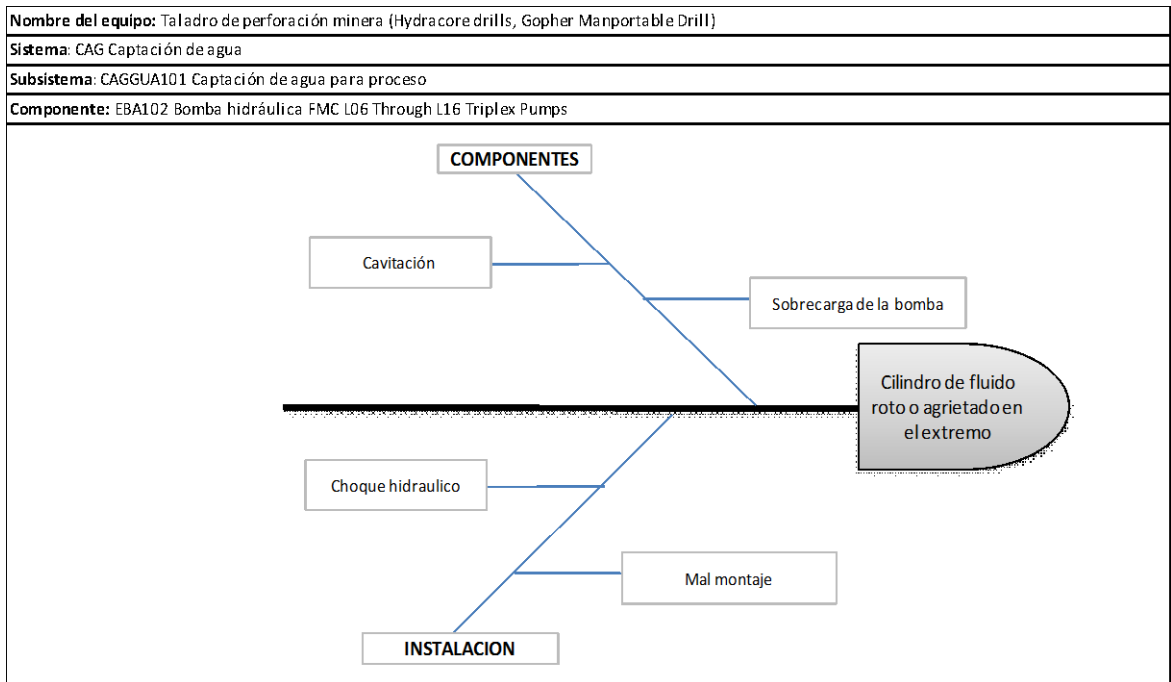 Nombre del equipo: Taladro de perforación minera (Hydracore drills, Gopher Manportable Drill)
Sistema: CAG Captación de agua
Subsistema: CAGGUA101 Captación de agua para proceso
Componente: EBA102 Bomba hidráulica FMC L06 Through L16 Triplex Pumps
COMPONENTES
Cavitación
Sobrecarga de la bomba
Cilindro de fluido
roto o agrietado en
el extremo
Choque hidraulico
Mal montaje
INSTALACION